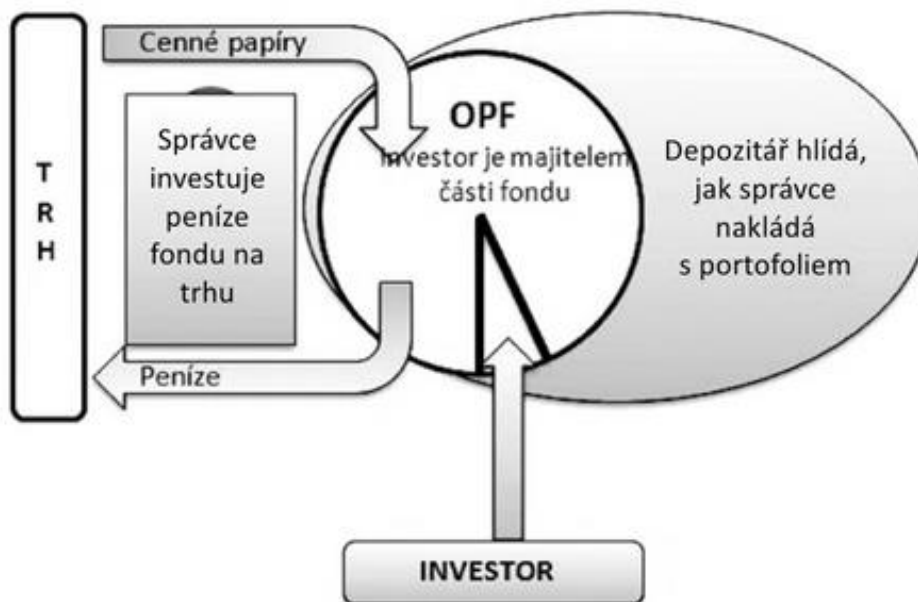 TRH
Cenné papíry
Správce
investuje
peníze
fondu na
trhu
Peníze
OPF
investor je majitelem
části fondu
Depozitář hlídá,
jak správce
nakládá
s portofoliem
INVESTOR